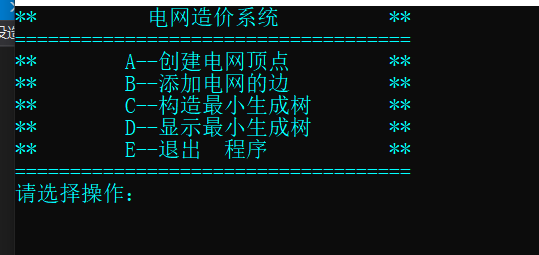 ** 电网造价系统 **
====================================
** A--创建电网顶点 **
** B--添加电网的边 **
** C--构造最小生成树 **
** D--显示最小生成树 **
** E--退出 程序 **
====================================
请选择操作: